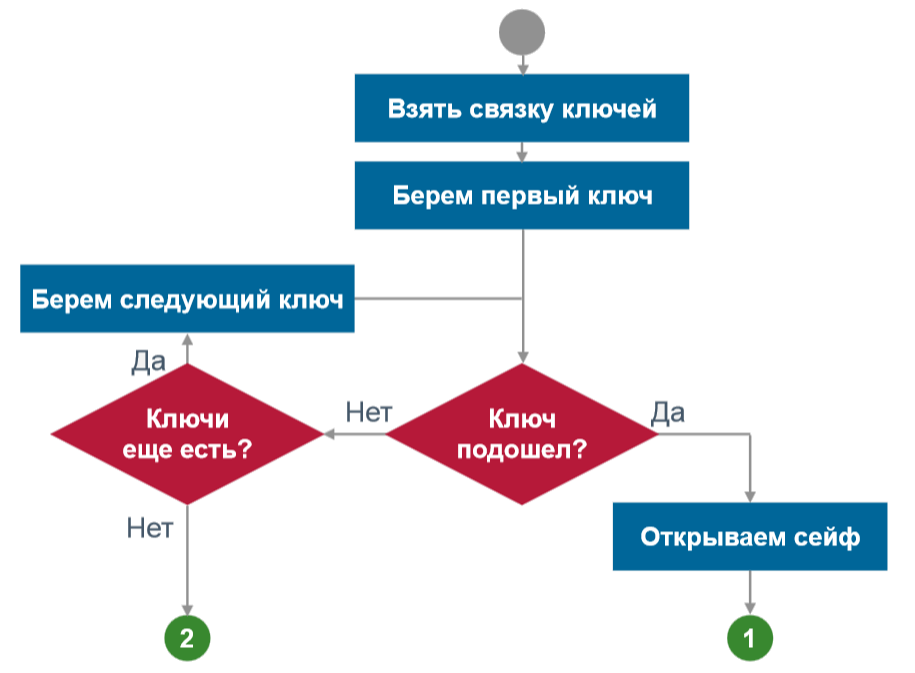 Взять связку ключей
Берем первый ключ
Берем следующий ключ
Да
Ключи
еще есть?
Нет
Ключ
подошел?
Да
Нет
Открываем сейф
2
1